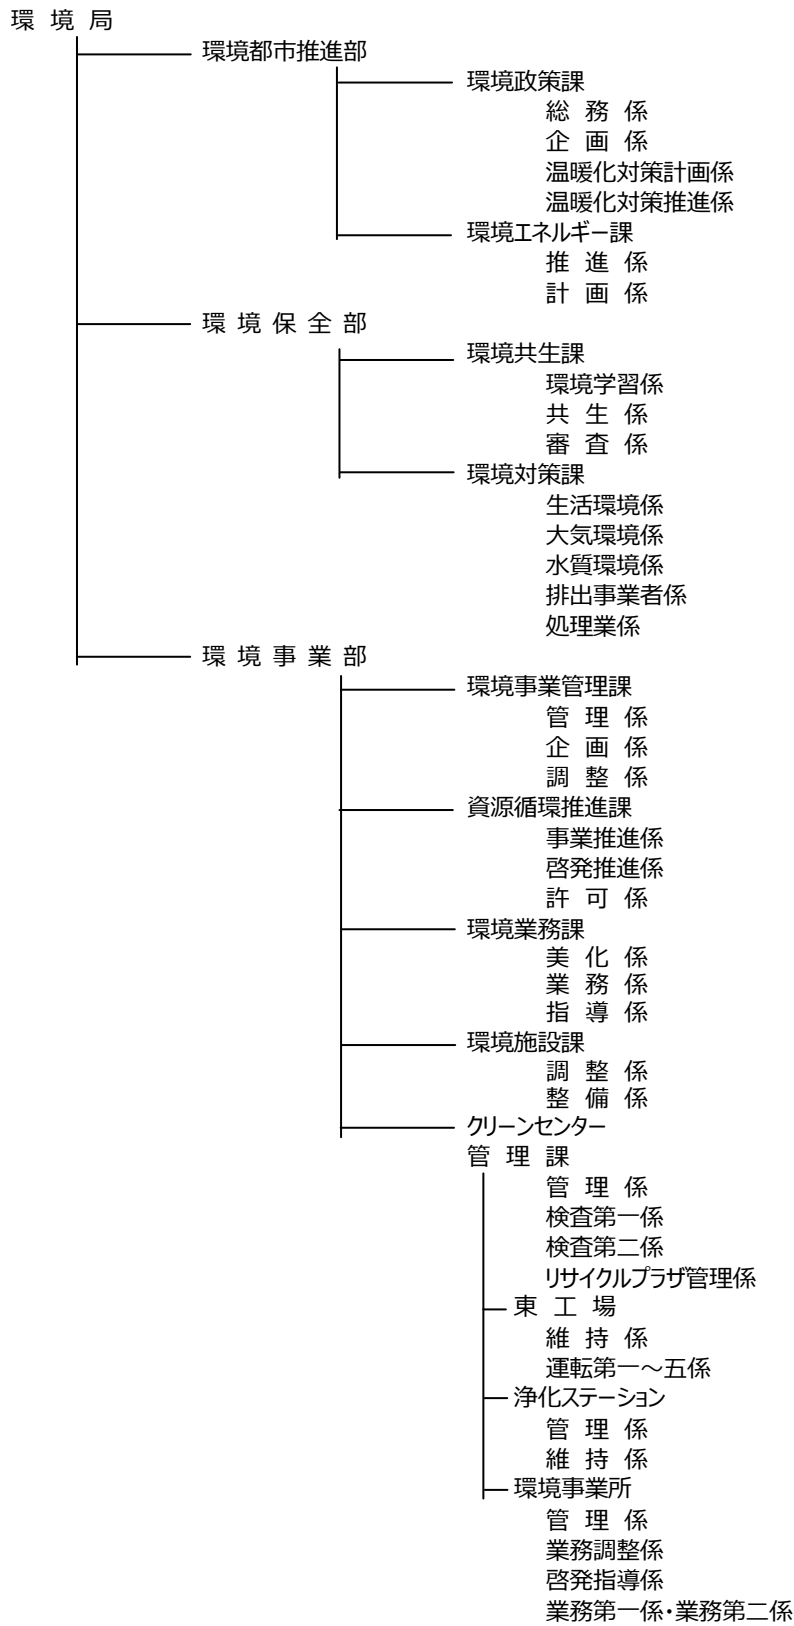 環境局
環境都市推進部
環境政策課
総務係
企画係
温暖化対策計画係
温暖化対策推進係
環境エネルギー課
推進係
計画係
環境保全部
環境共生課
環境学習係
共生係
審査係
環境対策課
生活環境係
大気環境係
水質環境係
排出事業者係
処理業係
環境事業部
環境事業管理課
管理係
企画係
調整係
資源循環推進課
事業推進係
啓発推進係
許可係
環境業務課
美化係
業務係
指導係
環境施設課
調整係
整備係
クリーンセンター
管理課
管理係
検査第一係
検査第二係
リサイクルプラザ管理係
東工場
維持係
運転第一～五係
浄化ステーション
管理係
維持係
環境事業所
管理係
業務調整係
啓発指導係
業務第一係・業務第二係